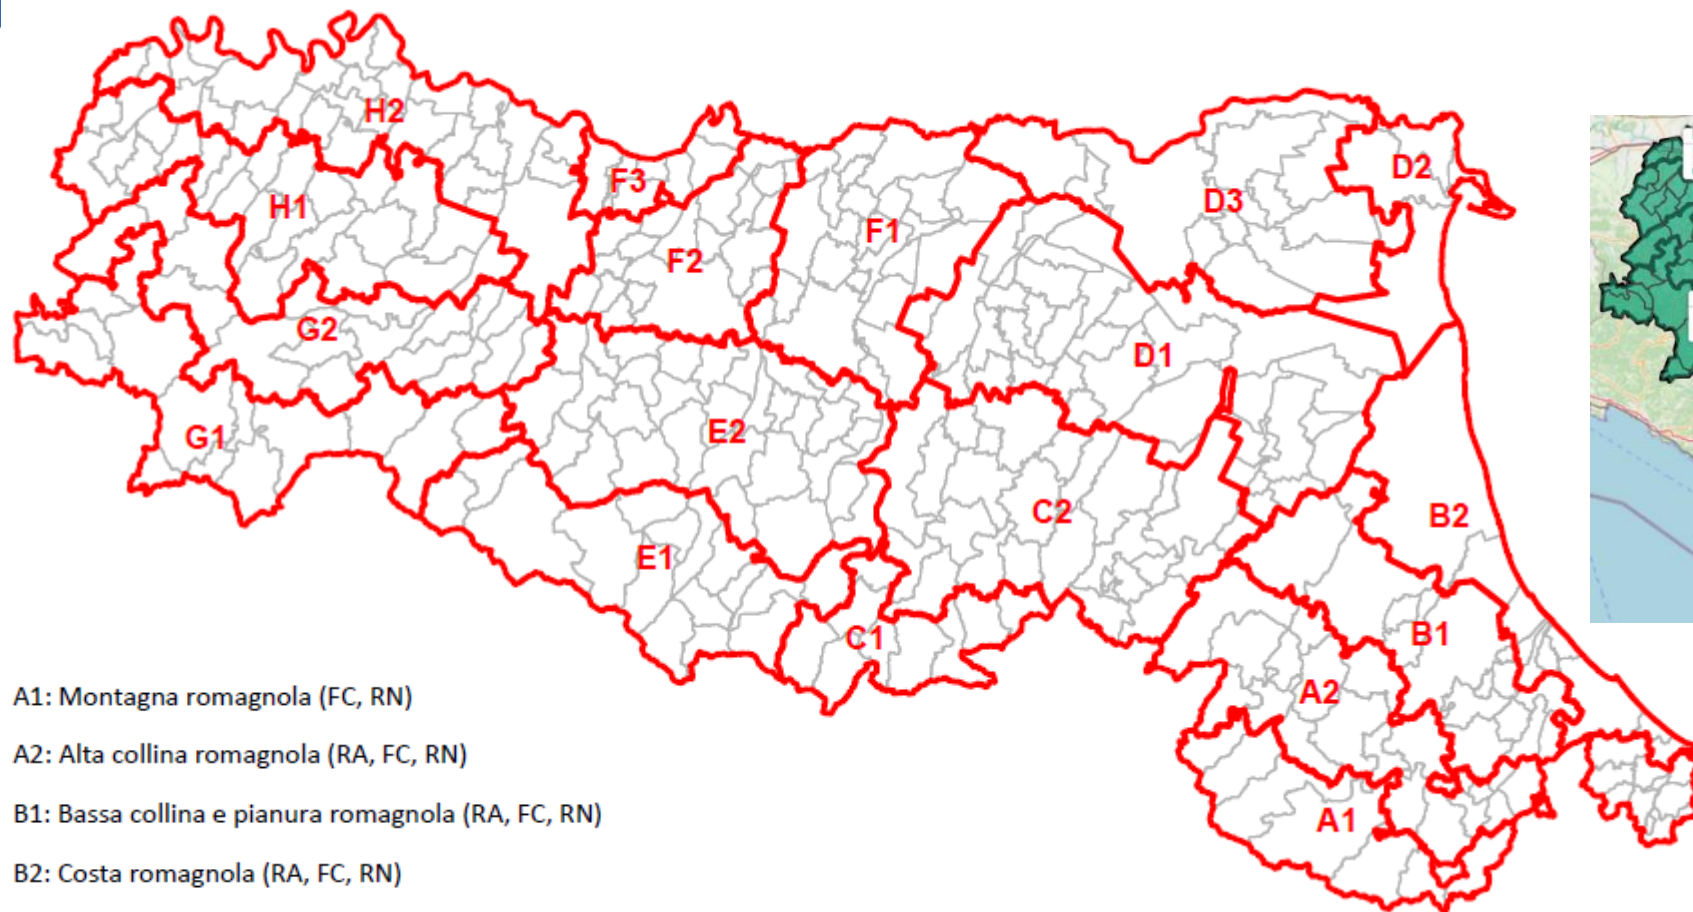 H2
D2
F3
D3
H1
F1
F2
G2
D1
E2
G1
C2
B2
E1
B1
C1
A2
A1
A1: Montagna romagnola (FC, RN)
A2: Alta collina romagnola (RA, FC, RN)
B1: Bassa collina e pianura romagnola (RA, FC, RN)
B2: Costa romagnola (RA, FC, RN)